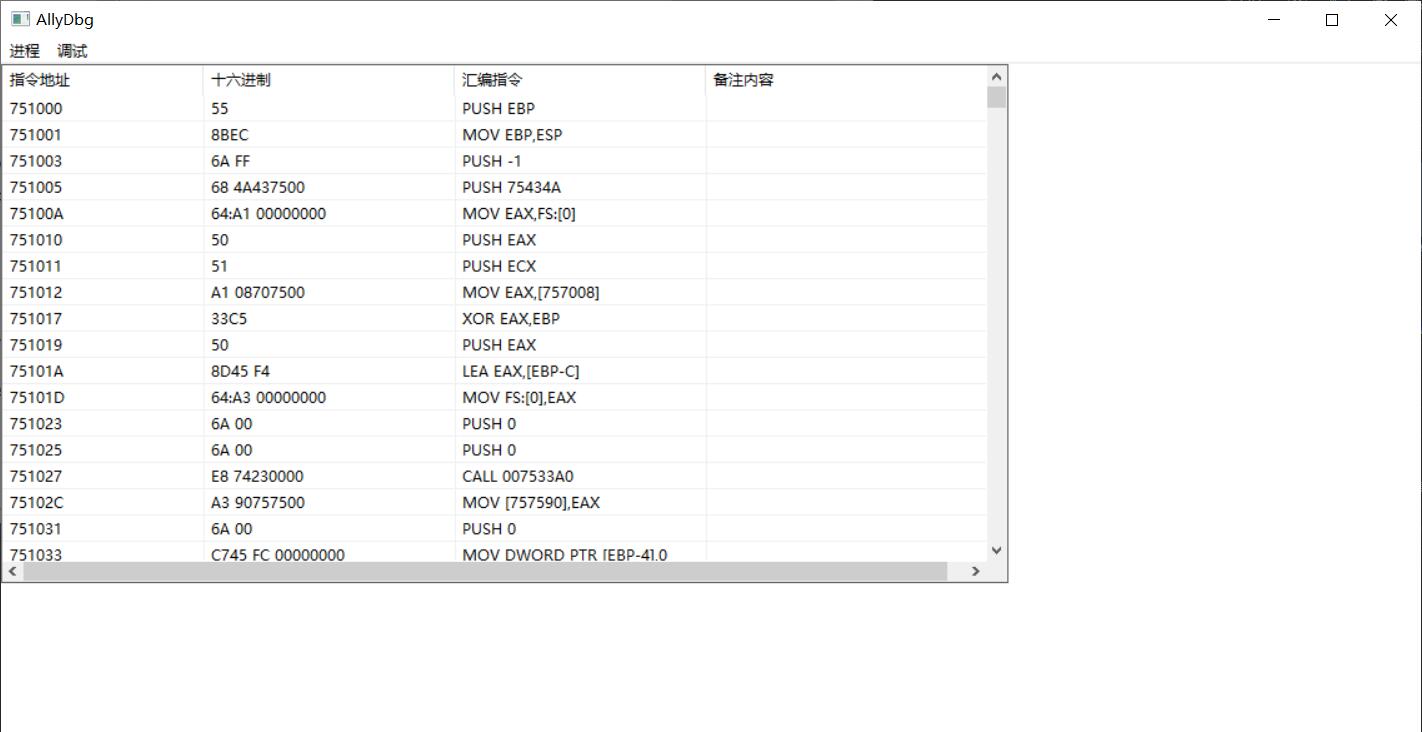 AllyDbg
进程 调试
指令地址 十六进制 汇编指令 备注内容
751000 55 PUSH EBP
751001 8BEC MOV EBP,ESP
751003 6A FF PUSH -1
751005 68 4A437500 PUSH 75434A
75100A 64:A1 00000000 MOV EAX,FS:[0]
751010 50 PUSH EAX
751011 51 PUSH ECX
751012 A1 08707500 MOV EAX,[757008]
751017 33C5 XOR EAX,EBP
751019 50 PUSH EAX
75101A 8D45 F4 LEA EAX,[EBP-C]
75101D 64:A3 00000000 MOV FS:[0],EAX
751023 6A 00 PUSH 0
751025 6A 00 PUSH 0
751027 E8 74230000 CALL 007533A0
75102C A3 90757500 MOV [757590],EAX
751031 6A 00 PUSH 0
751033 C745 FC 00000000 MOV DWORD PTR [EBP-4],0